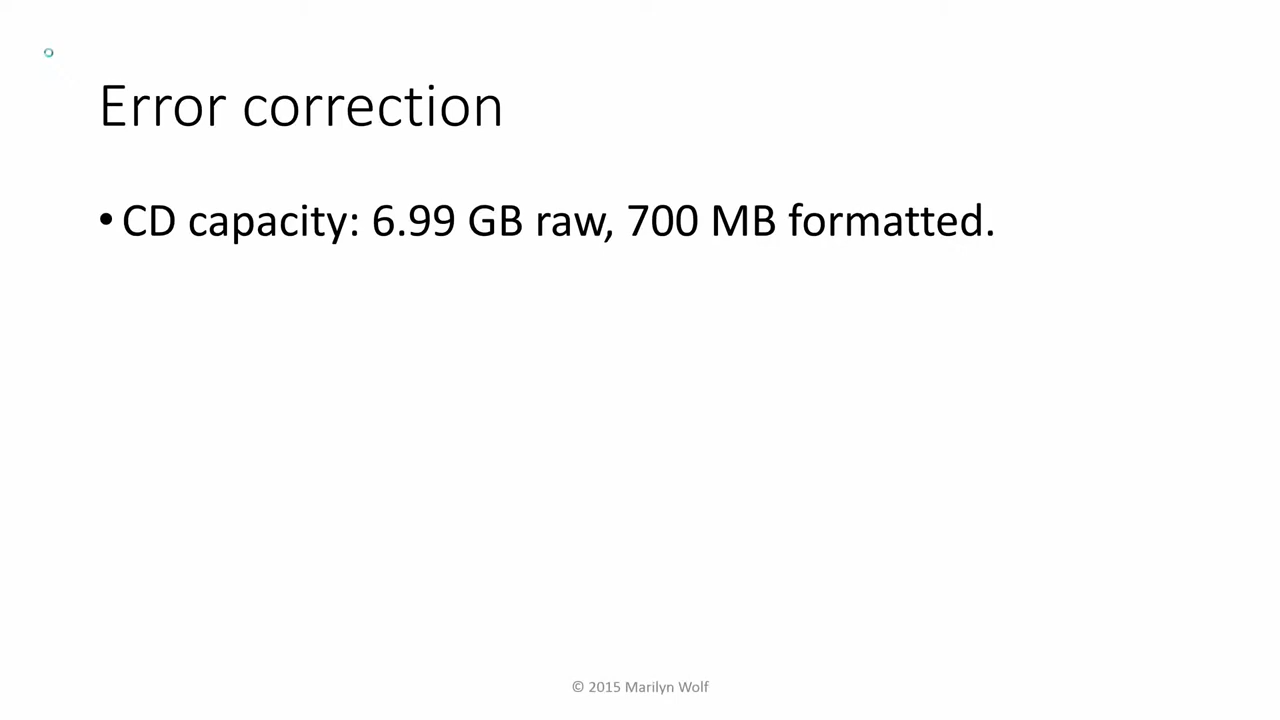 Error correction
• CD capacity: 6.99 GB raw, 700 MB formatted.
© 2015 Marilyn Wolf